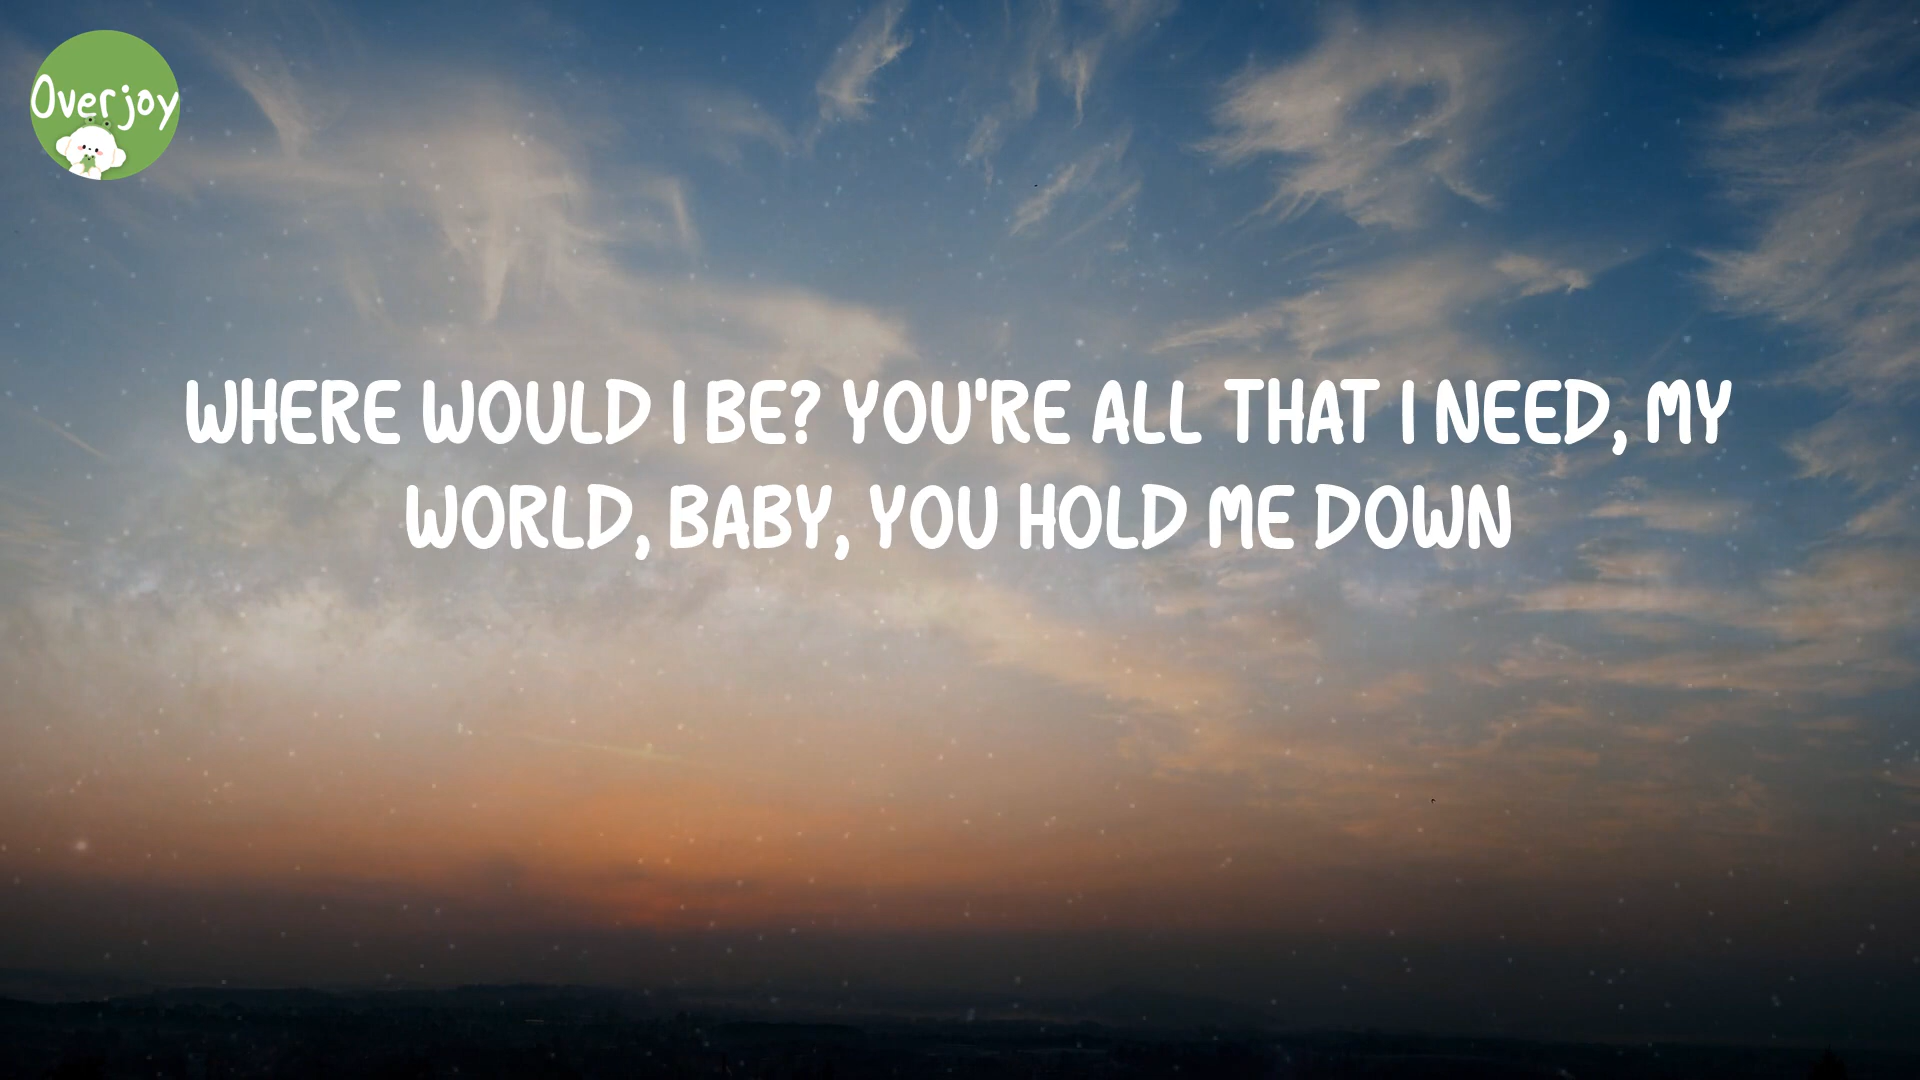 Overjoy
WHERE WOULD I BE? YOU'RE ALL THAT I NEED, MY
WORLD, BABY, YOU HOLD ME DOWN